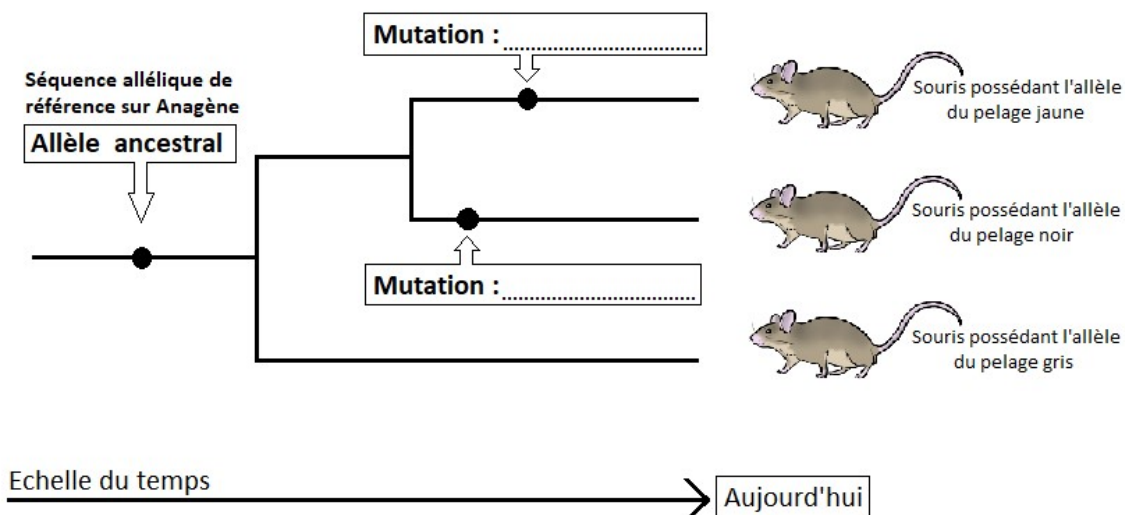 Mutation : ........................................
Séquence allélique de
référence sur Anagène
Allèle ancestral
Souris possédant l'allèle
du pelage jaune
Souris possédant l'allèle
du pelage noir
Mutation : ........................................
Souris possédant l'allèle
du pelage gris
Echelle du temps
Aujourd'hui